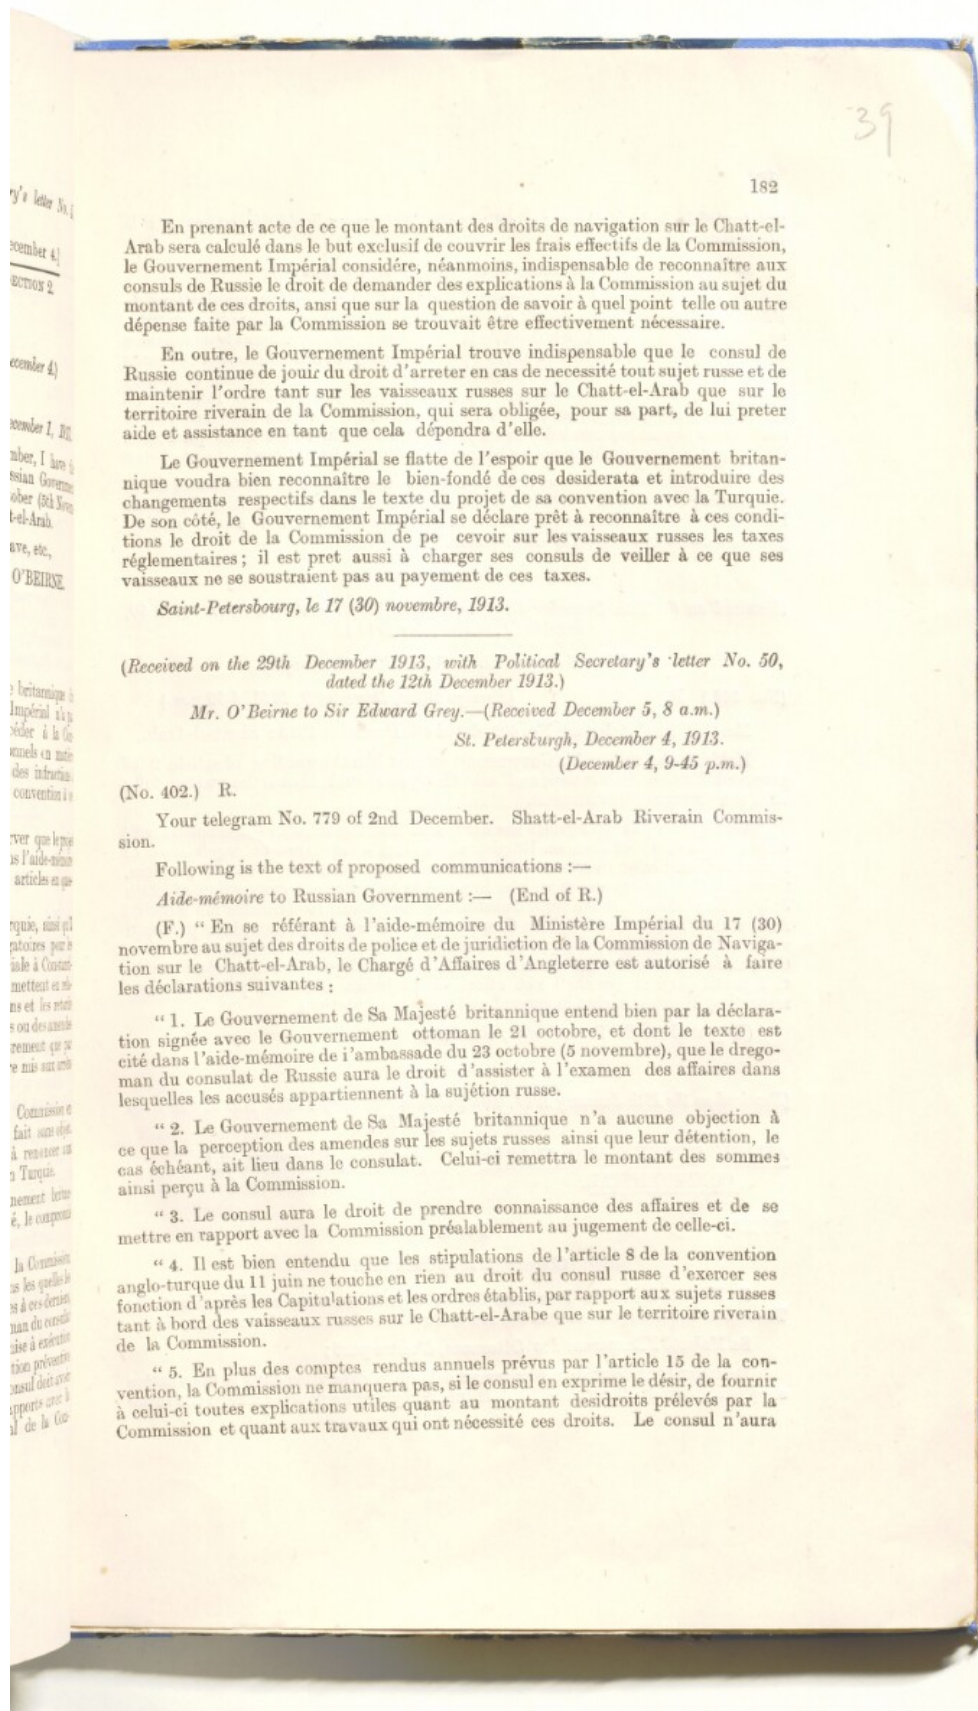 39
182
En prenant acte de ce que le montant des droits de navigation sur le Chatt-el-
Arab sera calculé dans le but exclusif de couvrir les frais effectifs de la Commission,
le Gouvernement Impérial considére, néanmoins, indispensable de reconnaître aux
consuls de Russie le droit de demander des explications à la Commission au sujet du
montant de ces droits, ansi que sur la question de savoir à quel point telle ou autre
dépense faite par la Commission se trouvait être effectivement nécessaire.
En outre, le Gouvernement Impérial trouve indispensable que le consul de
Russie continue de jouir du droit d'arreter en cas de necessité tout sujet russe et de
maintenir l'ordre tant sur les vaisseaux russes sur le Chatt-el-Arab que sur le
territoire riverain de la Commission, qui sera obligée, pour sa part, de lui preter
aide et assistance en tant que cela dépendra d'elle.
Le Gouvernement Impérial se flatte de l'espoir que le Gouvernement britan-
nique voudra bien reconnaître le bien-fondé de ces desiderata et introduire des
changements respectifs dans le texte du projet de sa convention avec la Turquie.
De son côté, le Gouvernement Impérial se déclare prêt à reconnaître à ces condi-
tions le droit de la Commission de pe cevoir sur les vaisseaux russes les taxes
réglementaires; il est pret aussi à charger ses consuls de veiller à ce que ses
vaisseaux ne se soustraient pas au payement de ces taxes.
Saint-Petersbourg, le 17 (30) novembre, 1913.
(Received on the 29th December 1913, with Political Secretary's letter No. 50,
dated the 12th December 1913.)
Mr. O'Beirne to Sir Edward Grey.—(Received December 5, 8 a.m.)
St. Petersburgh, December 4, 1913.
(December 4, 9-45 p.m.)
(No. 402.) R.
Your telegram No. 779 of 2nd December. Shatt-el-Arab Riverain Commis-
sion.
Following is the text of proposed communications :—
Aide-mémoire to Russian Government :— (End of R.)
(F.) “ En se référant à l'aide-mémoire du Ministère Impérial du 17 (30)
novembre au sujet des droits de police et de juridiction de la Commission de Naviga-
tion sur le Chatt-el-Arab, le Chargé d'Affaires d'Angleterre est autorisé à faire
les déclarations suivantes :
“ 1. Le Gouvernement de Sa Majesté britannique entend bien par la déclara-
tion signée avec le Gouvernement ottoman le 21 octobre, et dont le texte est
cité dans l'aide-mémoire de i'ambassade du 23 octobre (5 novembre), que le drego-
man du consulat de Russie aura le droit d'assister à l'examen des affaires dans
lesquelles les accusés appartiennent à la sujétion russe.
“ 2. Le Gouvernement de Sa Majesté britannique n'a aucune objection à
ce que la perception des amendes sur les sujets russes ainsi que leur détention, le
cas échéant, ait lieu dans le consulat. Celui-ci remettra le montant des sommes
ainsi perçu à la Commission.
“ 3. Le consul aura le droit de prendre connaissance des affaires et de se
mettre en rapport avec la Commission préalablement au jugement de celle-ci.
“ 4. Il est bien entendu que les stipulations de l'article 8 de la convention
anglo-turque du 11 juin ne touche en rien au droit du consul russe d'exercer ses
fonction d'après les Capitulations et les ordres établis, par rapport aux sujets russes
tant à bord des vaisseaux russes sur le Chatt-el-Arabe que sur le territoire riverain
de la Commission.
“ 5. En plus des comptes rendus annuels prévus par l'article 15 de la con-
vention, la Commission ne manquera pas, si le consul en exprime le désir, de fournir
à celui-ci toutes explications utiles quant au montant desidroits prélevés par la
Commission et quant aux travaux qui ont nécessité ces droits. Le consul n'aura